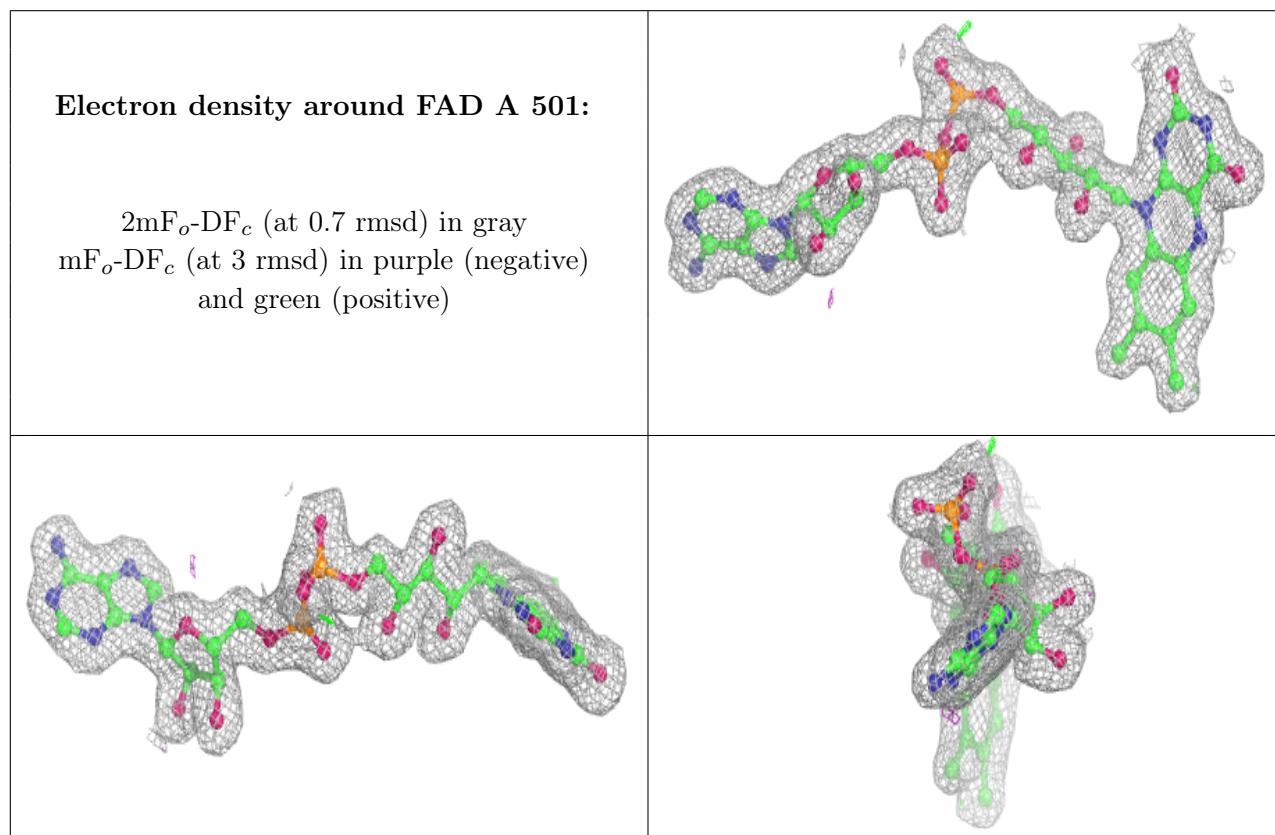 Electron density around FAD A 501:
2mFo-DFc (at 0.7 rmsd) in gray
mFo-DFc (at 3 rmsd) in purple (negative)
and green (positive)